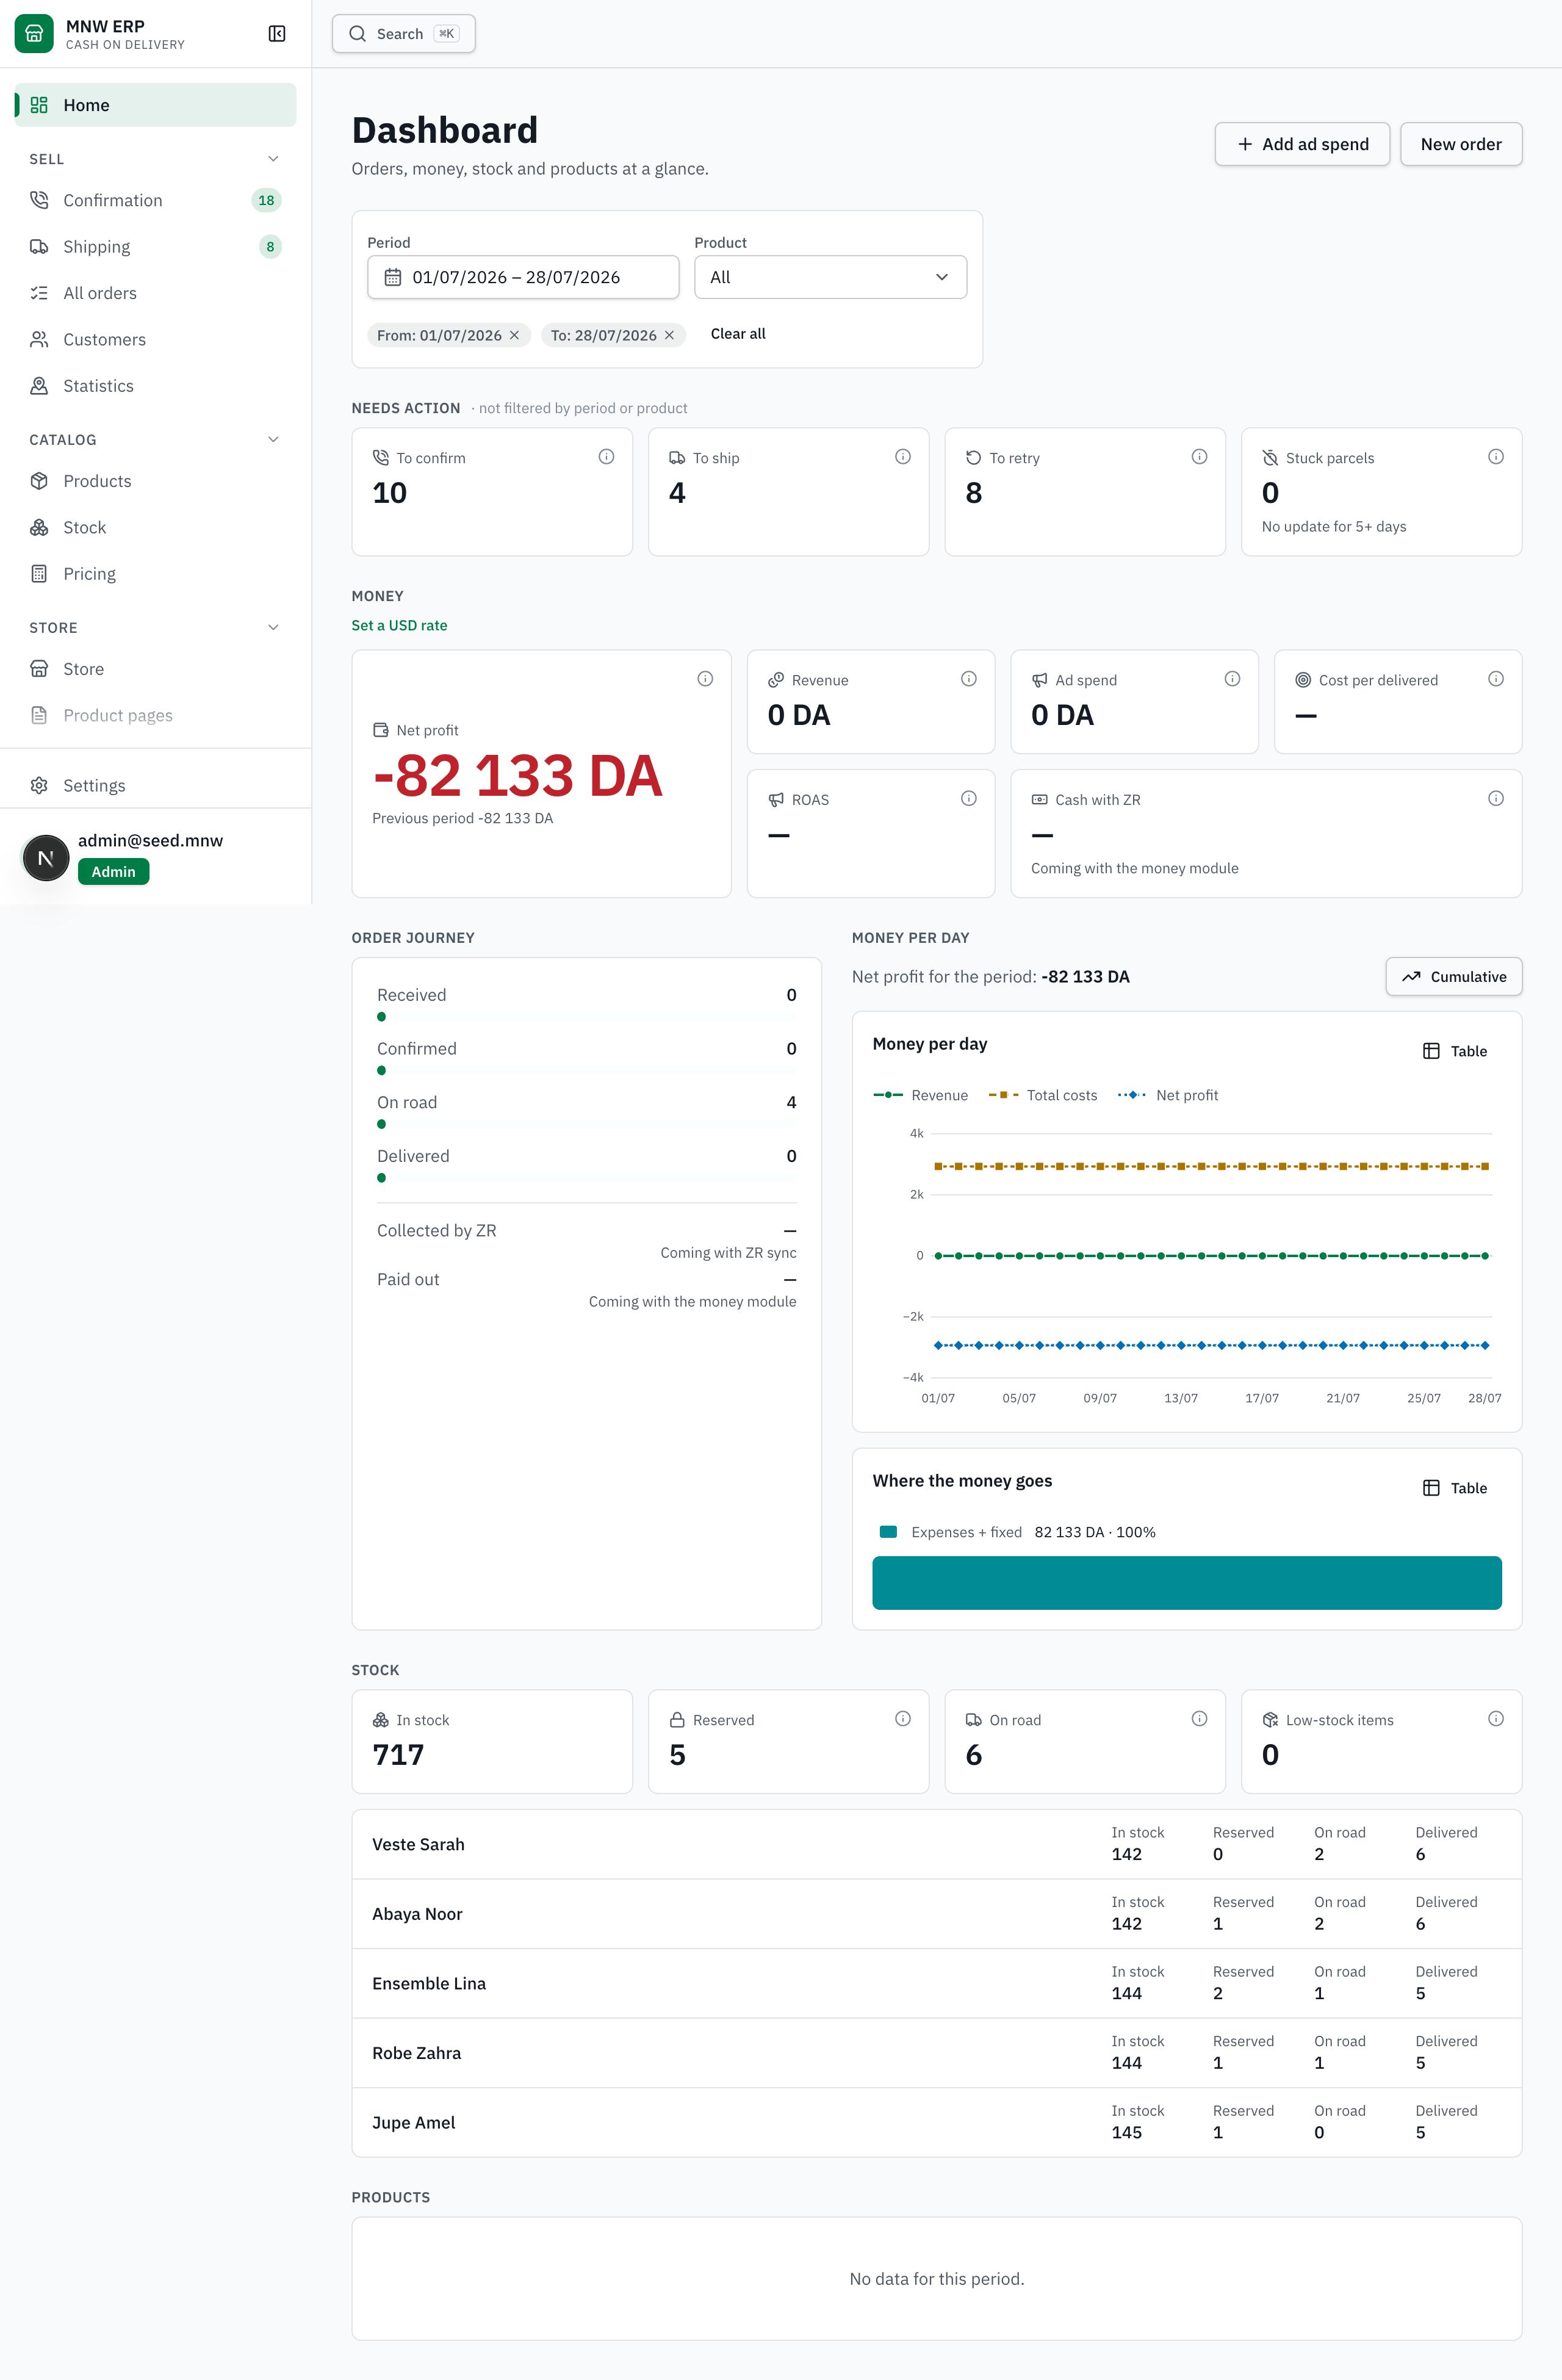 MNW ERP
CASH ON DELIVERY
Search ⌘K
Home
SELL
Confirmation 18
Shipping 8
All orders
Customers
Statistics
CATALOG
Products
Stock
Pricing
STORE
Store
Product pages
Settings
N
admin@seed.mnw
Admin
Dashboard
Orders, money, stock and products at a glance.
Add ad spend
New order
Period
01/07/2026 – 28/07/2026
Product
All
From: 01/07/2026
To: 28/07/2026
Clear all
NEEDS ACTION · not filtered by period or product
To confirm
10
To ship
4
To retry
8
Stuck parcels
0
No update for 5+ days
MONEY
Set a USD rate
Net profit
-82 133 DA
Previous period -82 133 DA
Revenue
0 DA
Ad spend
0 DA
Cost per delivered
—
ROAS
—
Cash with ZR
—
Coming with the money module
ORDER JOURNEY
Received 0
Confirmed 0
On road 4
Delivered 0
Collected by ZR —
Coming with ZR sync
Paid out —
Coming with the money module
MONEY PER DAY
Net profit for the period: -82 133 DA
Cumulative
Money per day
Table
Revenue Total costs Net profit
4k
2k
0
−2k
−4k
01/07 05/07 09/07 13/07 17/07 21/07 25/07 28/07
Where the money goes
Table
Expenses + fixed 82 133 DA · 100%
STOCK
In stock
717
Reserved
5
On road
6
Low-stock items
0
Veste Sarah
In stock Reserved On road Delivered
142 0 2 6
Abaya Noor
In stock Reserved On road Delivered
142 1 2 6
Ensemble Lina
In stock Reserved On road Delivered
144 2 1 5
Robe Zahra
In stock Reserved On road Delivered
144 1 1 5
Jupe Amel
In stock Reserved On road Delivered
145 1 0 5
PRODUCTS
No data for this period.